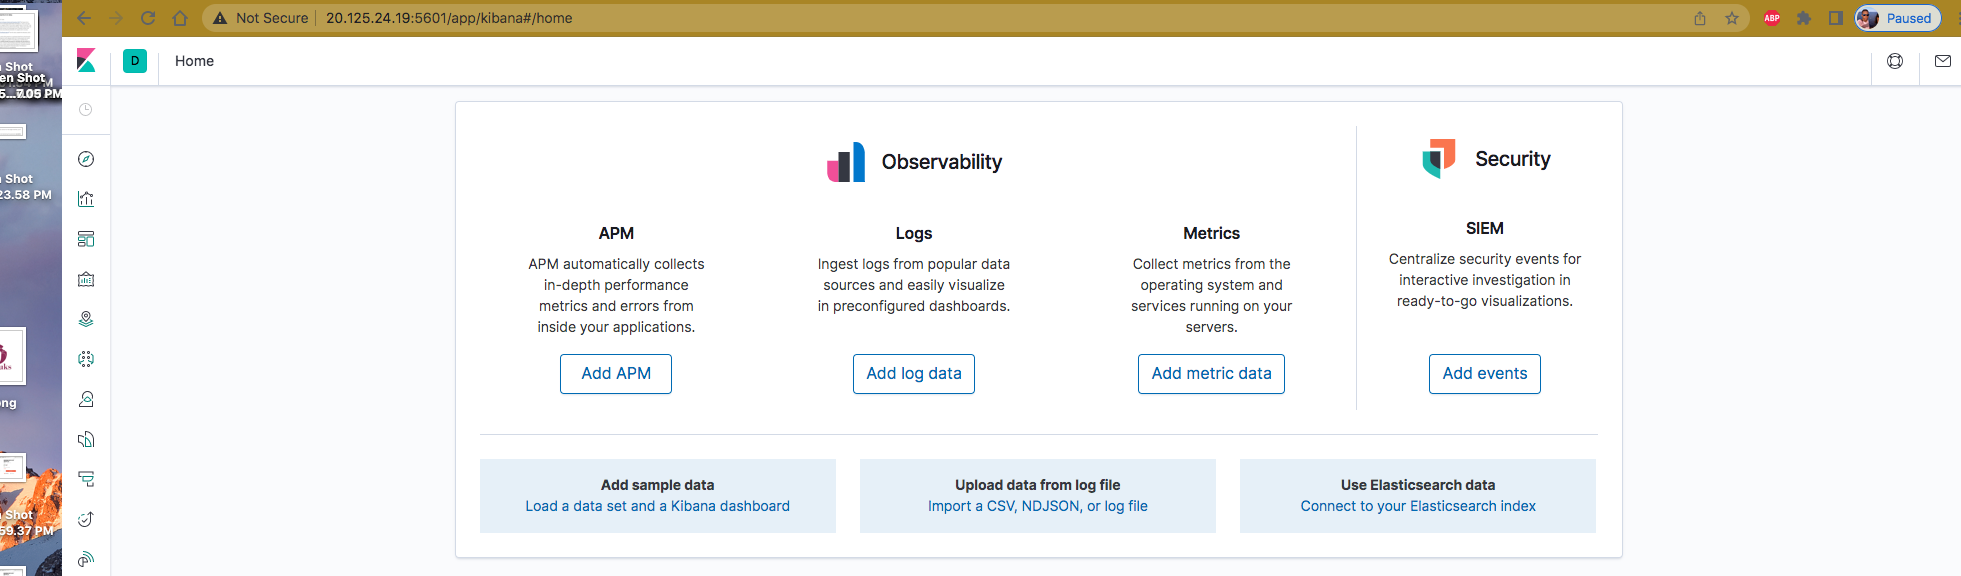 Not Secure
20.125.24.19:5601/app/kibana#/home
ABP
Paused
Shot
en Shot
7.05 PM
D
Home
Shot
23.58 PM
Observability
Security
APM
APM automatically collects
in-depth performance
metrics and errors from
inside your applications.
Add APM
Logs
Ingest logs from popular data
sources and easily visualize
in preconfigured dashboards.
Add log data
Metrics
Collect metrics from the
operating system and
services running on your
servers.
Add metric data
SIEM
Centralize security events for
interactive investigation in
ready-to-go visualizations.
Add events
ng
Add sample data
Load a data set and a Kibana dashboard
Upload data from log file
Import a CSV, NDJSON, or log file
Use Elasticsearch data
Connect to your Elasticsearch index
Shot
59.37 PM